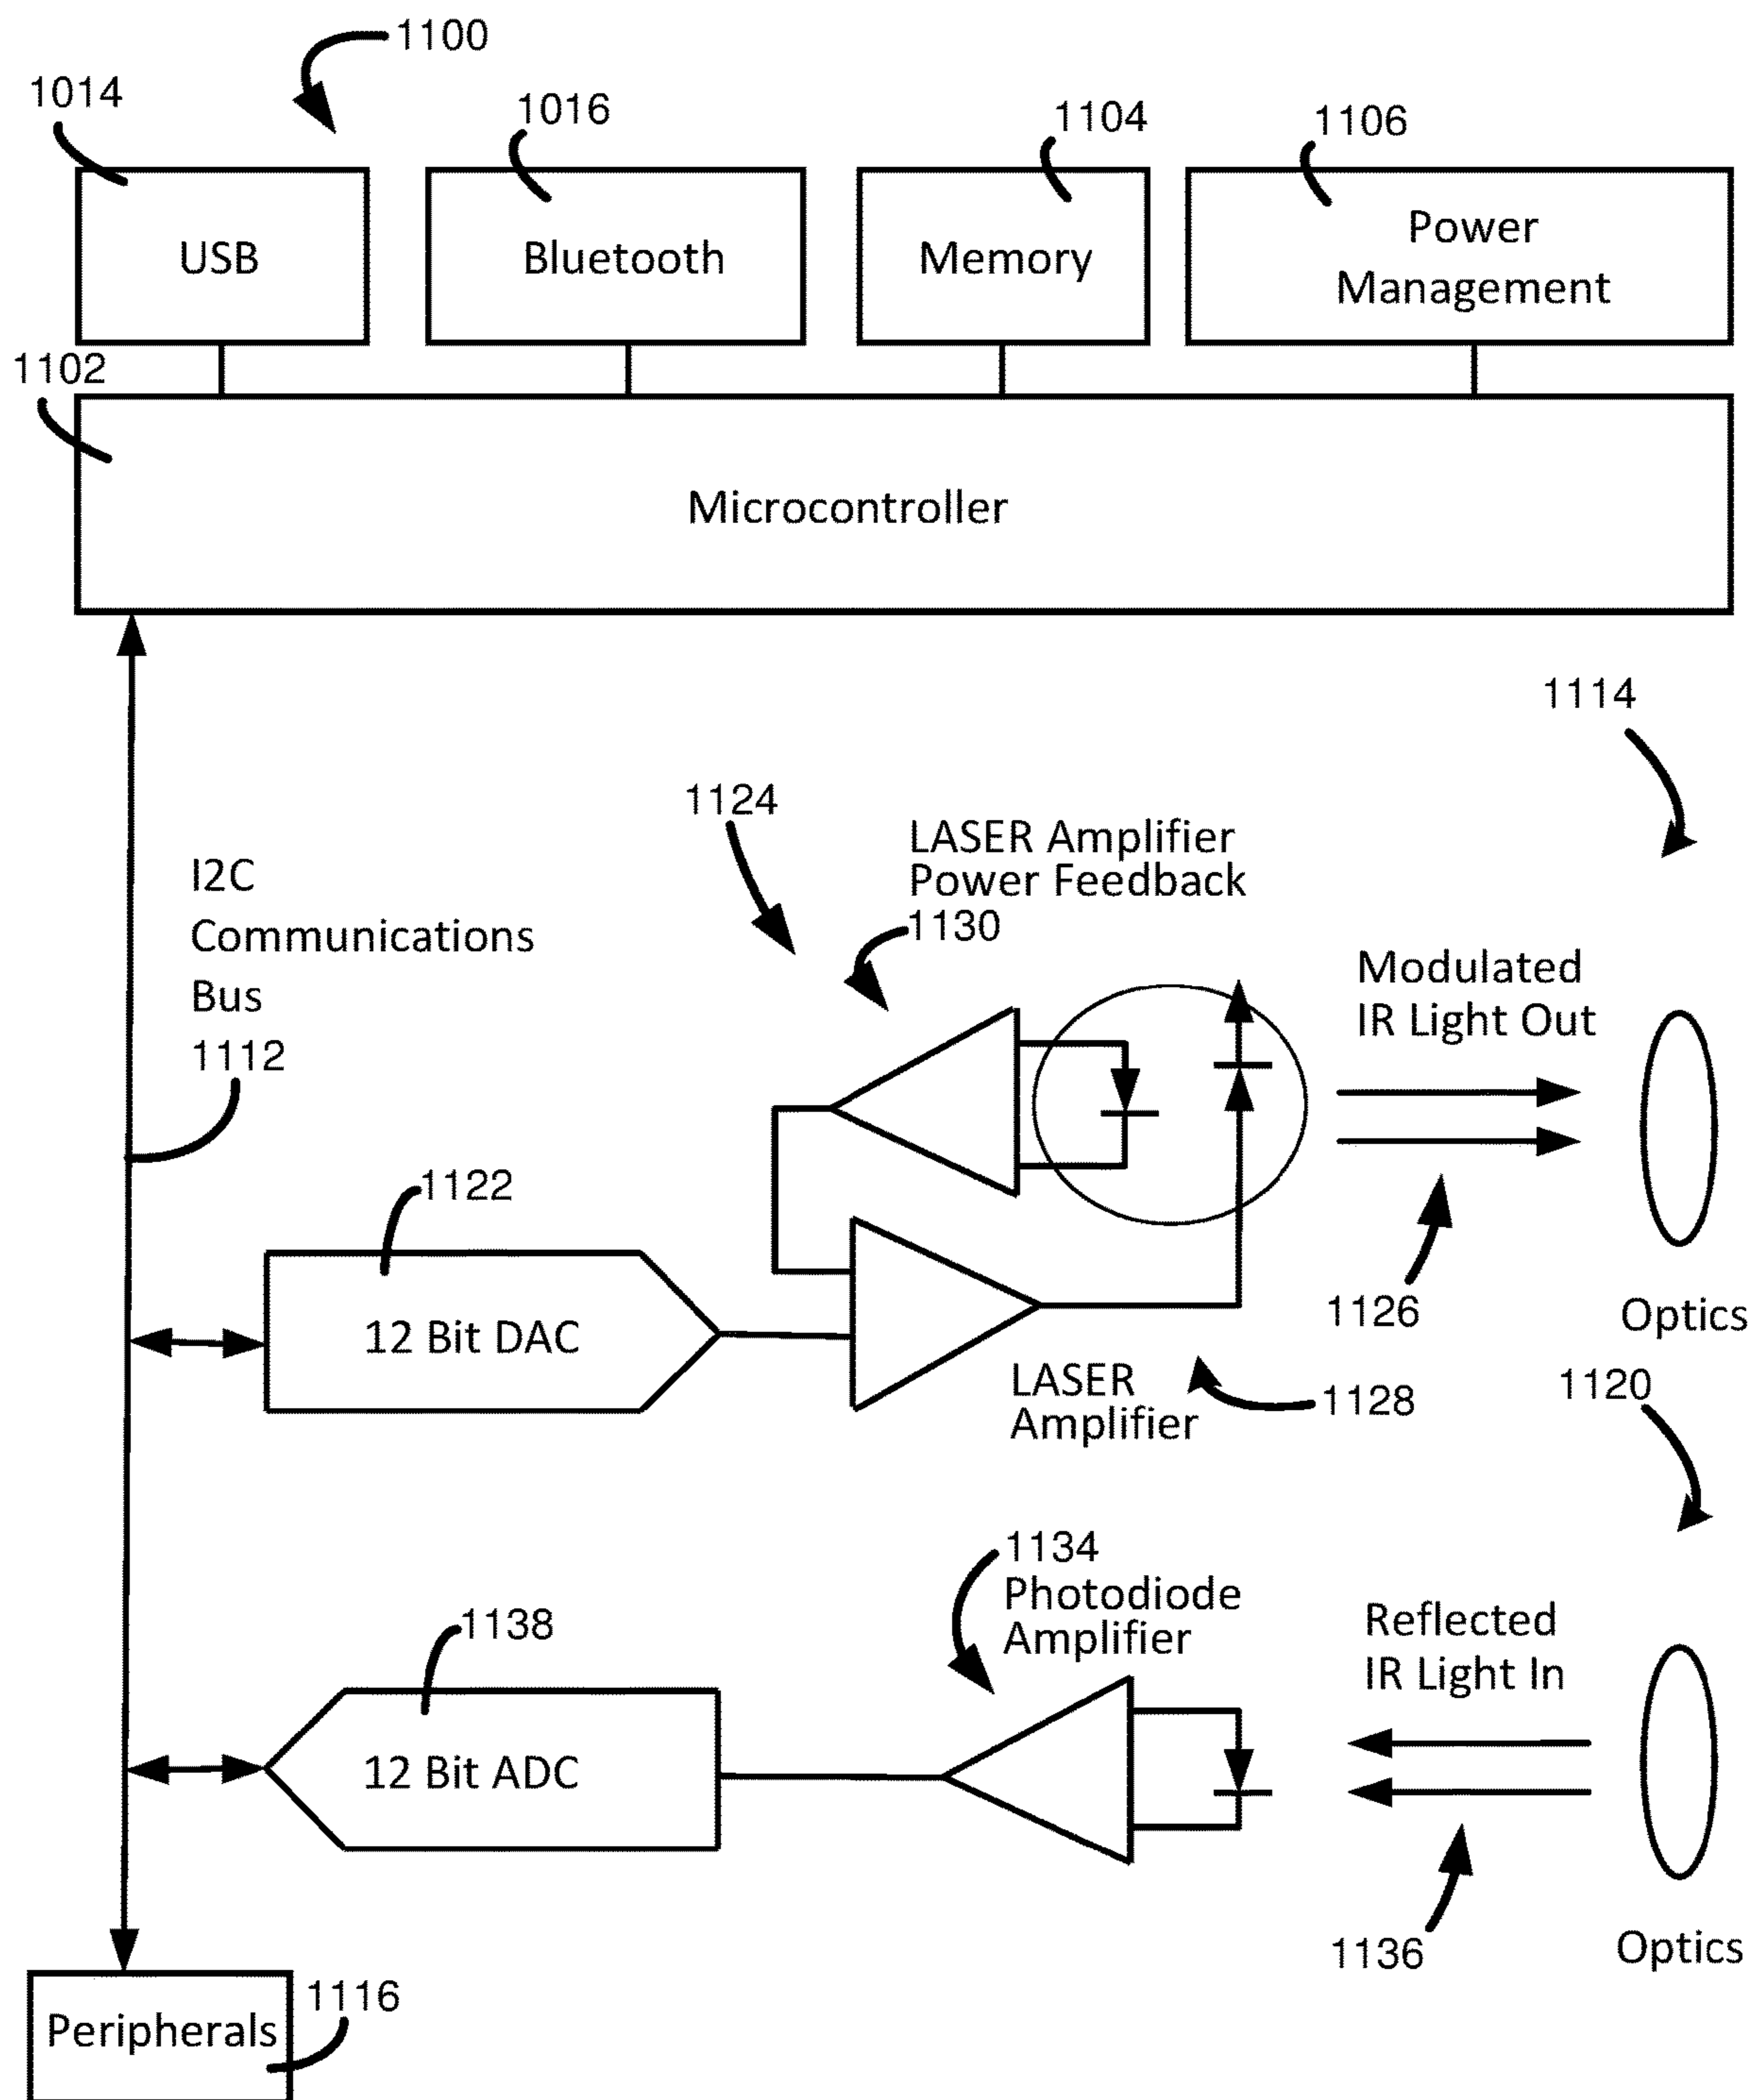 1100
1014
1016
1104
1106
USB
Bluetooth
Memory
Power
Management
1102
Microcontroller
1114
1124
LASER Amplifier
Power Feedback
1130
I2C
Communications
Bus
1112
Modulated
IR Light Out
1122
12 Bit DAC
1126
Optics
LASER
Amplifier
1128
1120
1134
Photodiode
Amplifier
1138
12 Bit ADC
Reflected
IR Light In
1136
Optics
1116
Peripherals